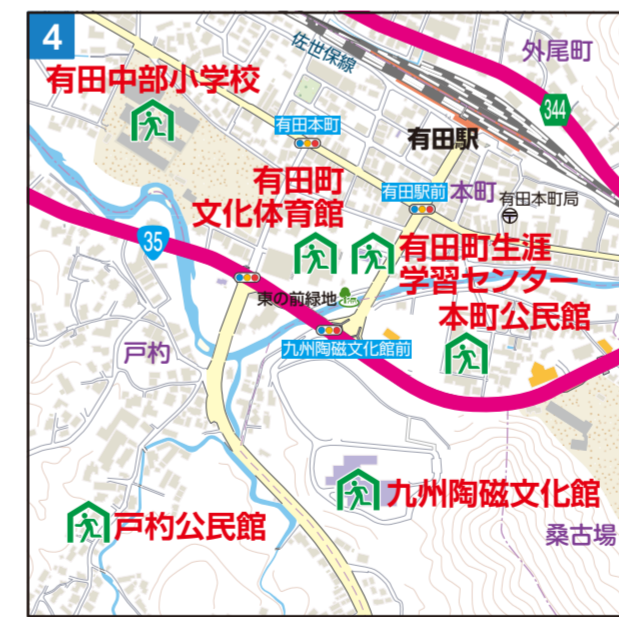 4
佐世保線
外尾町
有田中部小学校
344
有田本町
有田駅
有田町
文化体育館
有田駅前
本町
有田本町局
〒
35
有田町生涯
学習センター
東の前緑地
本町公民館
戸杓
九州陶磁文化館前
九州陶磁文化館
戸杓公民館
桑古場